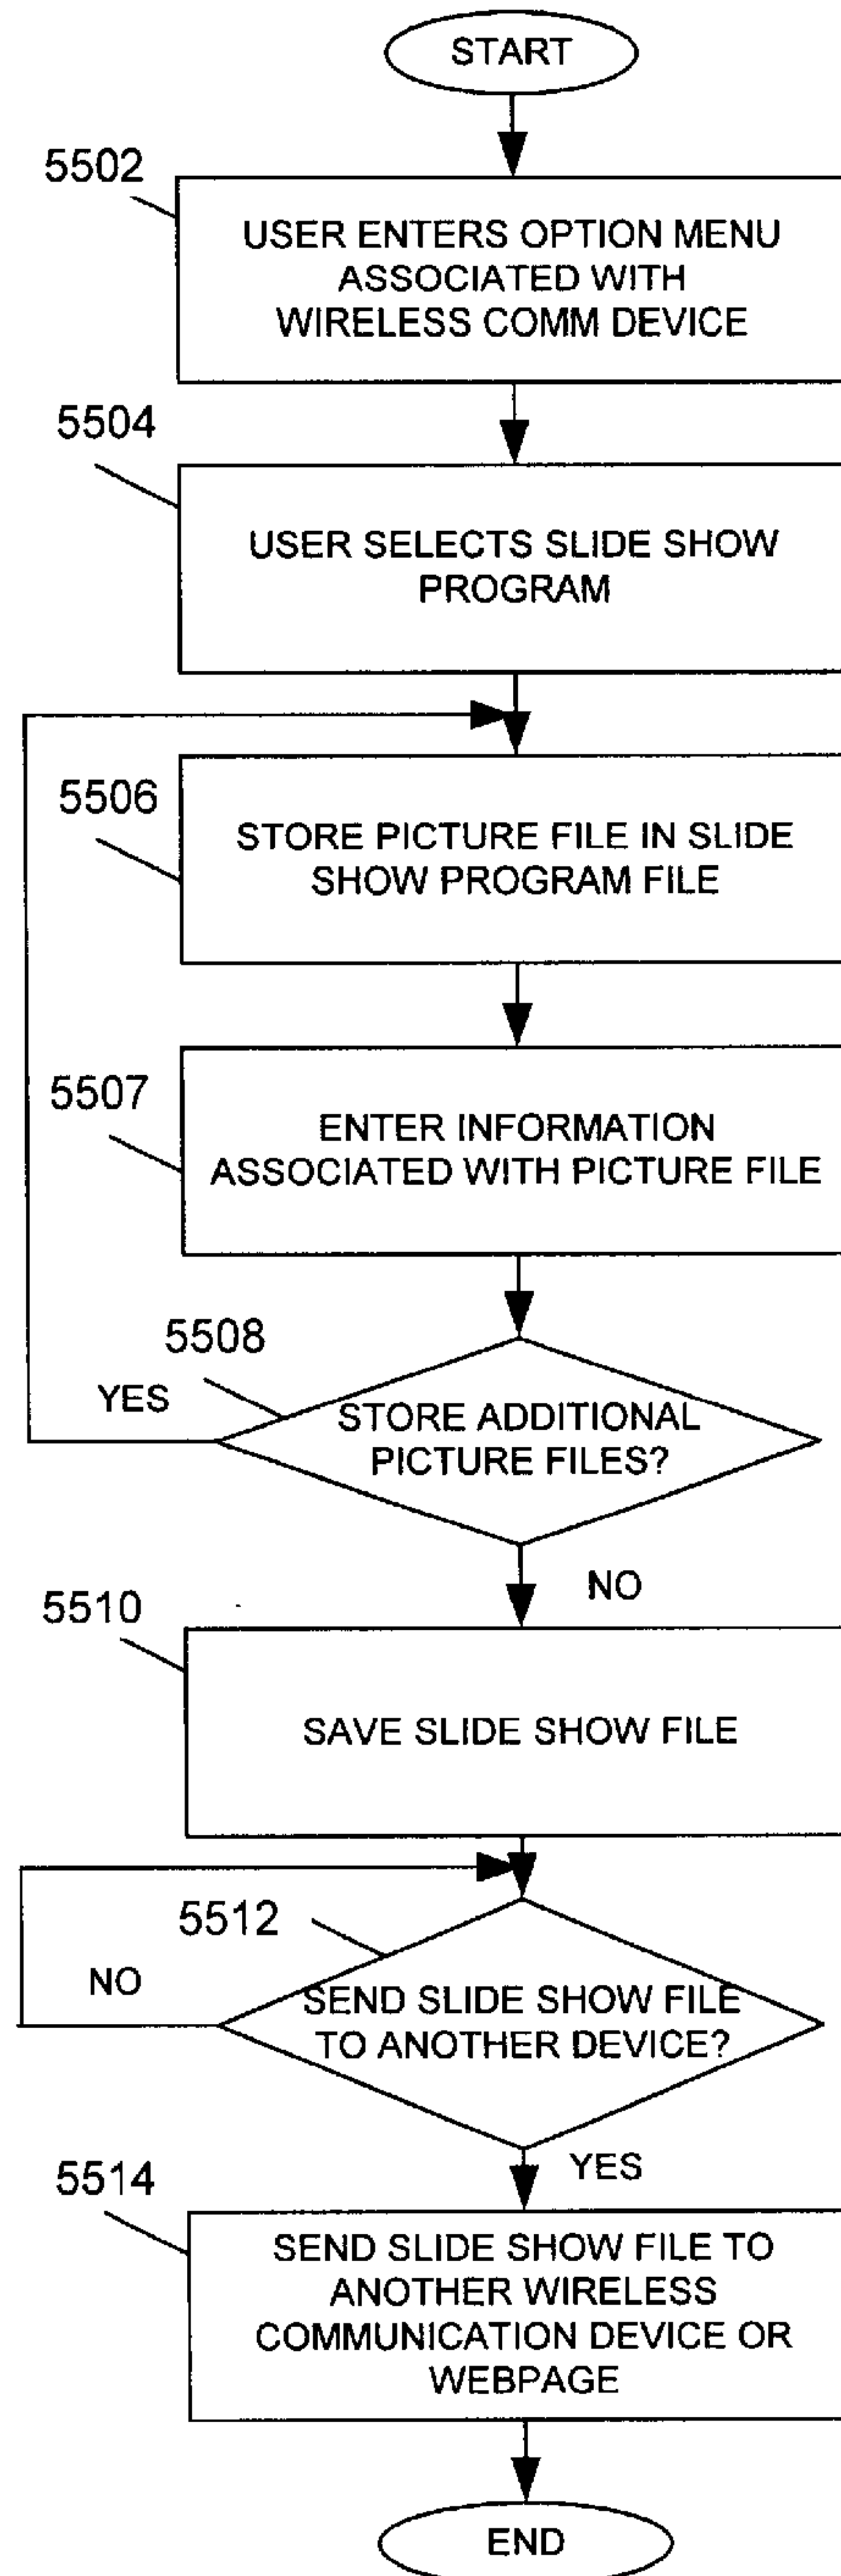 START
5502
USER ENTERS OPTION MENU
ASSOCIATED WITH
WIRELESS COMM DEVICE
5504
USER SELECTS SLIDE SHOW
PROGRAM
5506
STORE PICTURE FILE IN SLIDE
SHOW PROGRAM FILE
5507
ENTER INFORMATION
ASSOCIATED WITH PICTURE FILE
5508
YES
STORE ADDITIONAL
PICTURE FILES?
NO
5510
SAVE SLIDE SHOW FILE
5512
NO
SEND SLIDE SHOW FILE
TO ANOTHER DEVICE?
YES
5514
SEND SLIDE SHOW FILE TO
ANOTHER WIRELESS
COMMUNICATION DEVICE OR
WEBPAGE
END